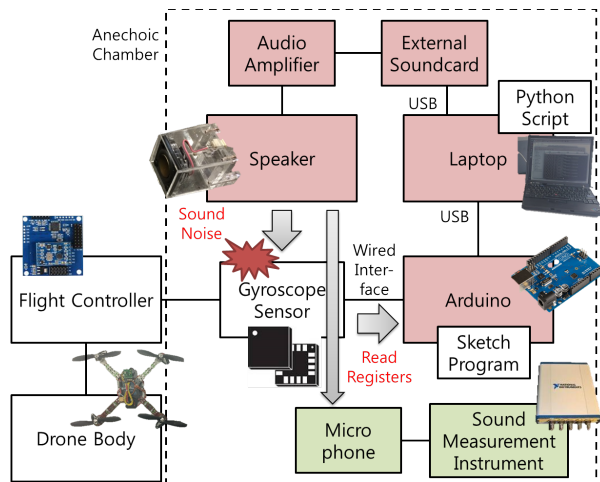 Anechoic
Chamber
Audio
Amplifier
External
Soundcard
USB
Python
Script
Speaker
Laptop
Sound
Noise
USB
Wired
Inter-
face
Flight Controller
Gyroscope
Sensor
Arduino
Read
Registers
Sketch
Program
Drone Body
Micro
phone
Sound
Measurement
Instrument